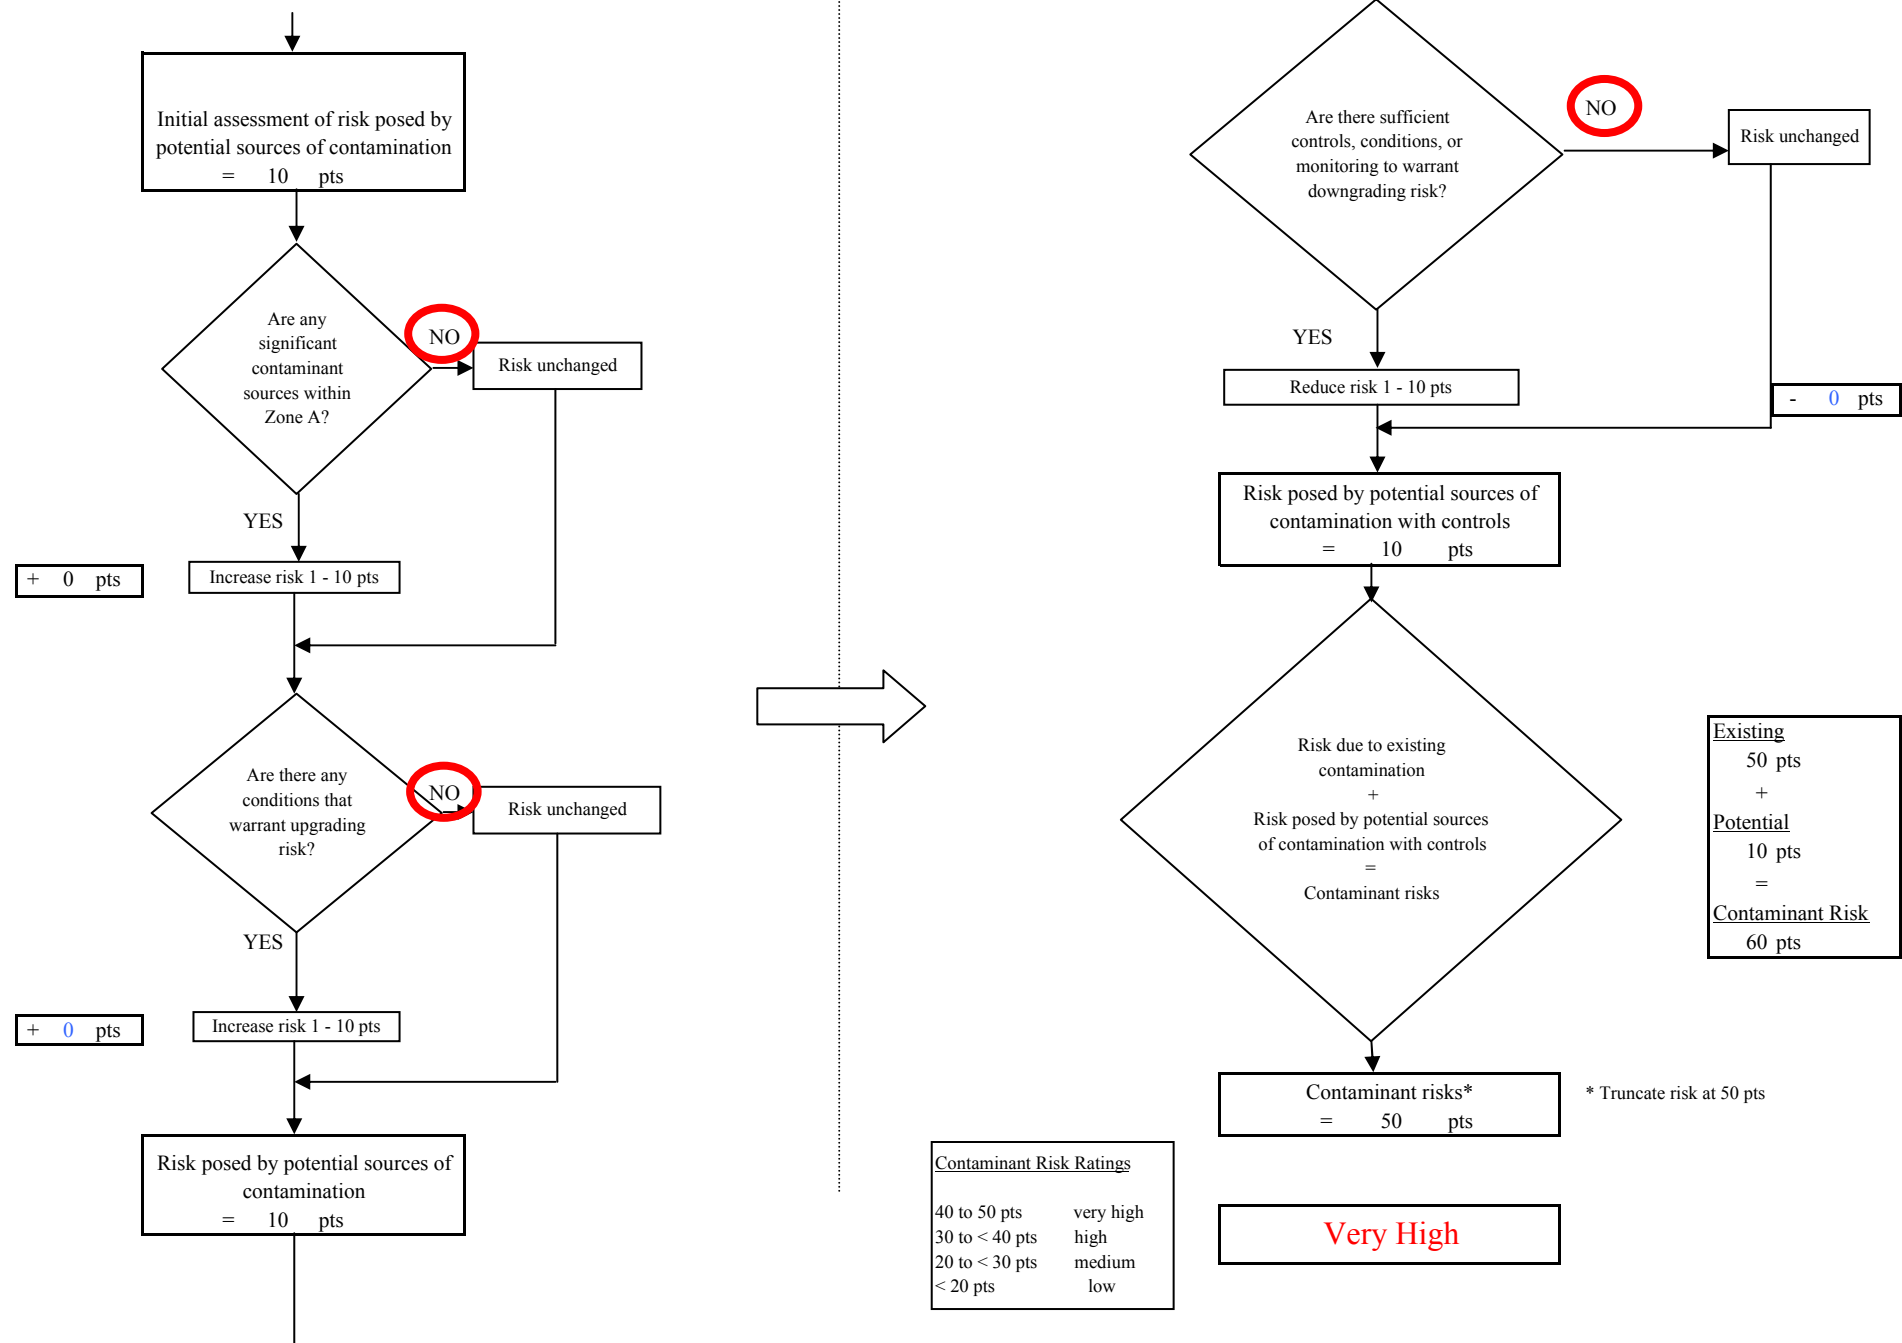 Initial assessment of risk posed by
potential sources of contamination
= 10 pts
Are any
significant
contaminant
sources within
Zone A?
NO
Risk unchanged
YES
+ 0 pts
Increase risk 1 - 10 pts
Are there any
conditions that
warrant upgrading
risk?
NO
Risk unchanged
YES
+ 0 pts
Increase risk 1 - 10 pts
Risk posed by potential sources of
contamination
= 10 pts
Are there sufficient
controls, conditions, or
monitoring to warrant
downgrading risk?
NO
Risk unchanged
YES
Reduce risk 1 - 10 pts
- 0 pts
Risk posed by potential sources of
contamination with controls
= 10 pts
Risk due to existing
contamination
+
Risk posed by potential sources
of contamination with controls
=
Contaminant risks
Existing
50 pts
+
Potential
10 pts
=
Contaminant Risk
60 pts
Contaminant risks*
= 50 pts
* Truncate risk at 50 pts
Contaminant Risk Ratings
40 to 50 pts very high
30 to < 40 pts high
20 to < 30 pts medium
< 20 pts low
Very High